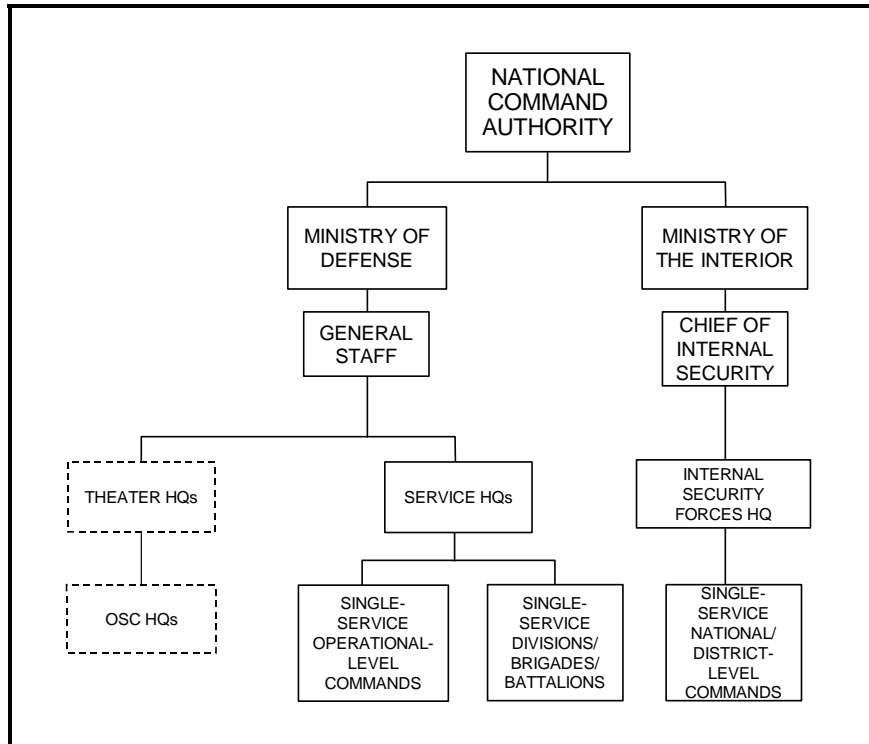 NATIONAL
COMMAND
AUTHORITY
MINISTRY OF
DEFENSE
MINISTRY OF
THE INTERIOR
GENERAL
STAFF
CHIEF OF
INTERNAL
SECURITY
THEATER HQs
SERVICE HQs
INTERNAL
SECURITY
FORCES HQ
OSC HQs
SINGLE-
SERVICE
OPERATIONAL-
LEVEL
COMMANDS
SINGLE-
SERVICE
DIVISIONS/
BRIGADES/
BATTALIONS
SINGLE-
SERVICE
NATIONAL/
DISTRICT-
LEVEL
COMMANDS